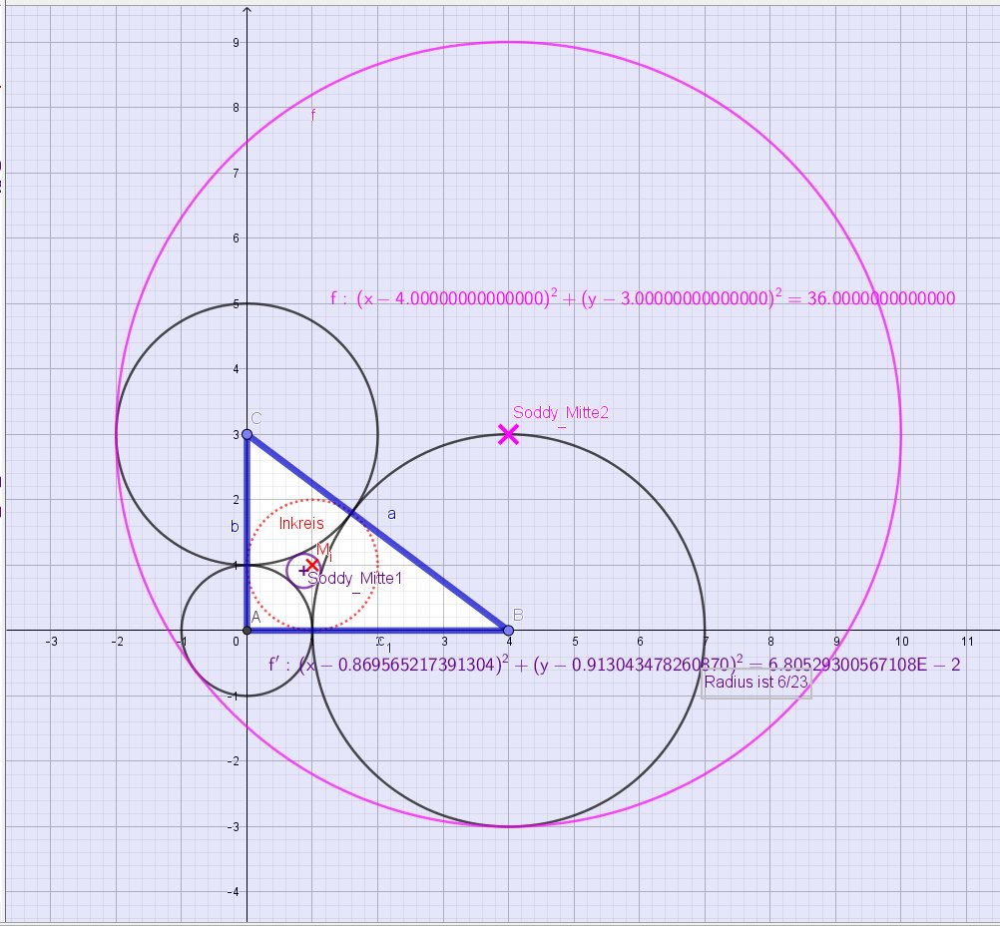 9
f
8
7
6
f : (x − 4.00000000000000)² + (y − 3.00000000000000)² = 36.0000000000000
5
4
Soddy_Mitte2
C
3
2
Inkreis
a
b
Mi
1
Soddy_Mitte1
A
B
-3 -2 -1 0 1 2 3 4 5 6 7 8 9 10 11
f′ : (x − 0.869565217391304)² + (y − 0.913043478260870)² = 6.80529300567108E − 2
Radius ist 6/23
-1
-2
-3
-4